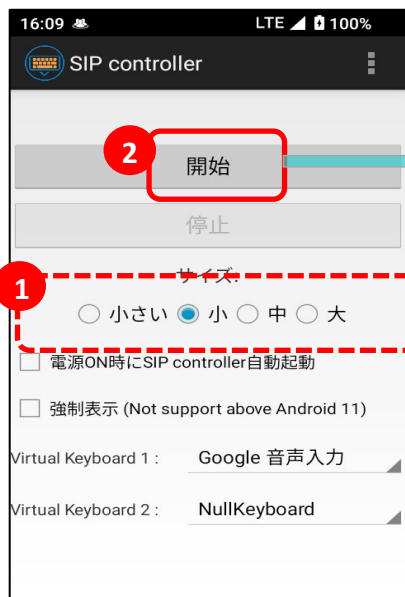 16:09 LTE 100%
SIP controller
2
開始
停止
サイズ:
1
小さい 小 中 大
電源ON時にSIP controller自動起動
強制表示 (Not support above Android 11)
Virtual Keyboard 1 : Google 音声入力
Virtual Keyboard 2 : NullKeyboard